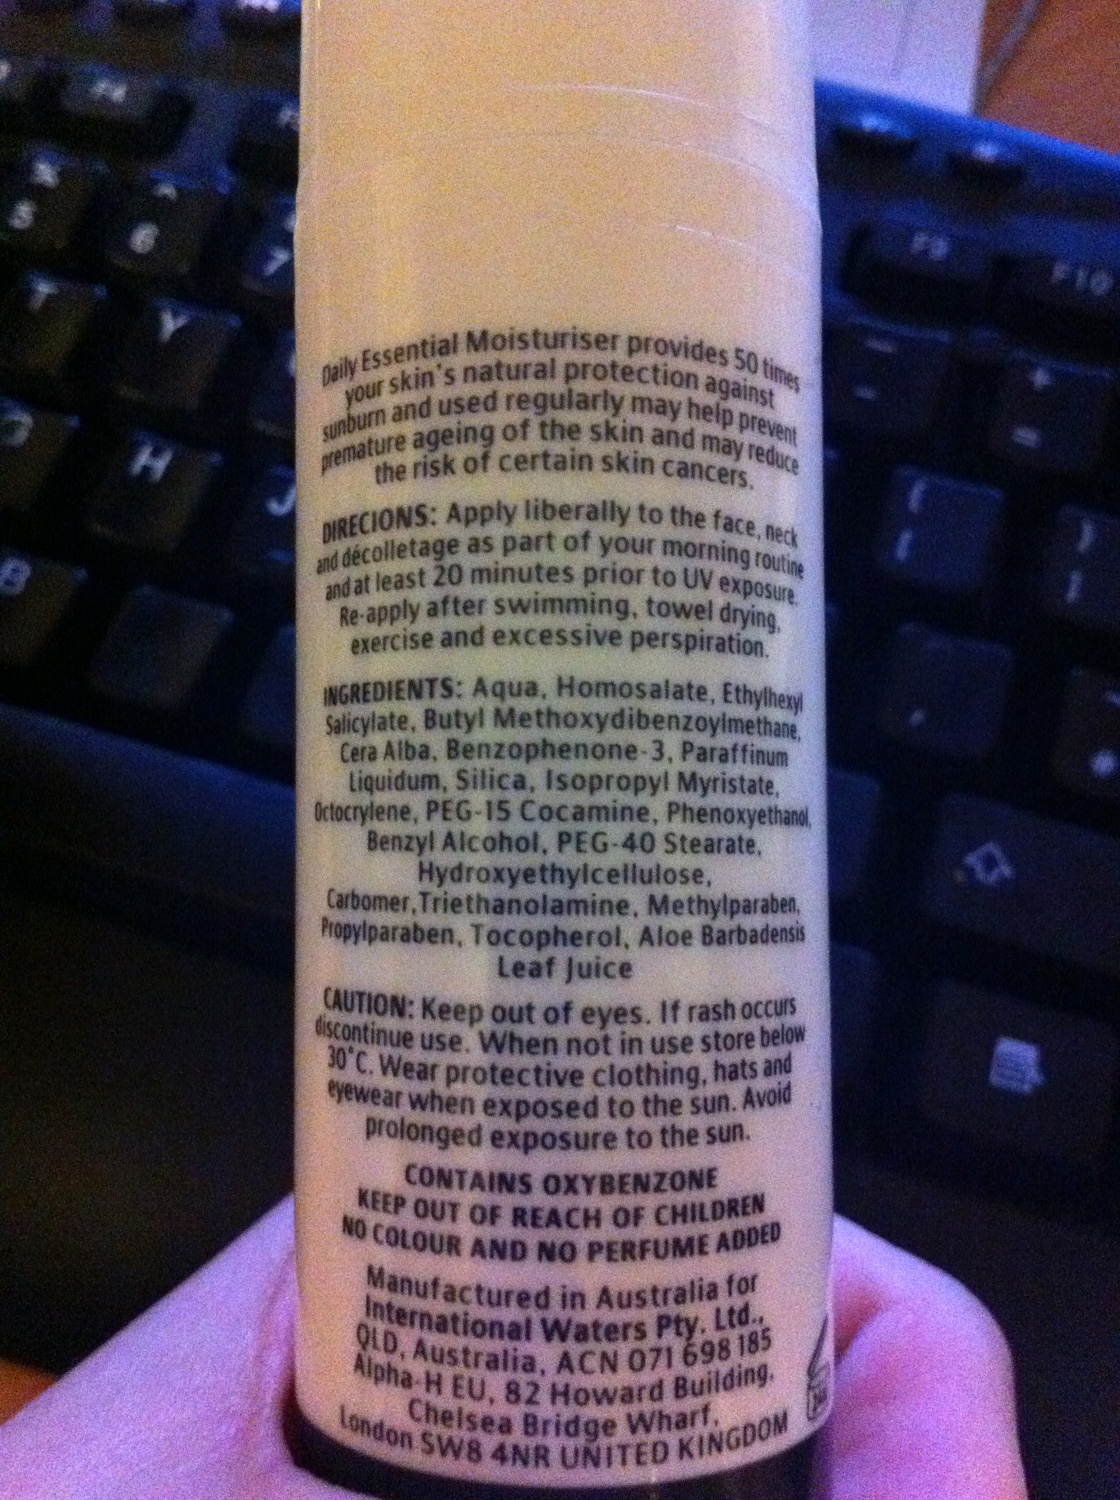 Daily Essential Moisturiser provides 50 times
your skin's natural protection against
sunburn and used regularly may help prevent
premature ageing of the skin and may reduce
the risk of certain skin cancers.
DIRECIONS: Apply liberally to the face, neck
and décolletage as part of your morning routine
and at least 20 minutes prior to UV exposure.
Re-apply after swimming, towel drying,
exercise and excessive perspiration.
INGREDIENTS: Aqua, Homosalate, Ethylhexyl
Salicylate, Butyl Methoxydibenzoylmethane,
Cera Alba, Benzophenone-3, Paraffinum
Liquidum, Silica, Isopropyl Myristate,
Octocrylene, PEG-15 Cocamine, Phenoxyethanol,
Benzyl Alcohol, PEG-40 Stearate,
Hydroxyethylcellulose,
Carbomer,Triethanolamine, Methylparaben,
Propylparaben, Tocopherol, Aloe Barbadensis
Leaf Juice
CAUTION: Keep out of eyes. If rash occurs
discontinue use. When not in use store below
30°C. Wear protective clothing, hats and
eyewear when exposed to the sun. Avoid
prolonged exposure to the sun.
CONTAINS OXYBENZONE
KEEP OUT OF REACH OF CHILDREN
NO COLOUR AND NO PERFUME ADDED
Manufactured in Australia for
International Waters Pty. Ltd.,
QLD, Australia, ACN 071 698 185
Alpha-H EU, 82 Howard Building,
Chelsea Bridge Wharf,
London SW8 4NR UNITED KINGDOM
F9
F10
5
6
7
T
Y
H
J
B